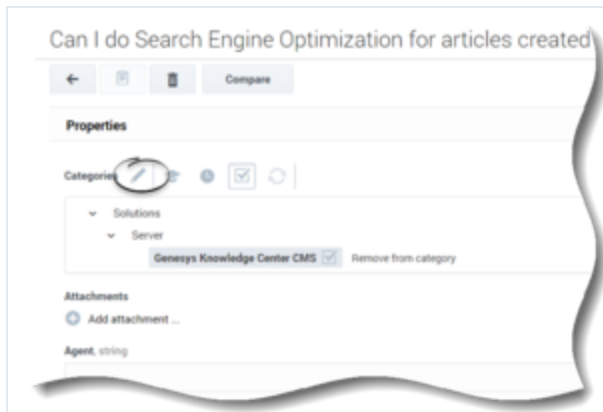 Can I do Search Engine Optimization for articles created
Compare
Properties
Categories
Solutions
Server
Genesys Knowledge Center CMS Remove from category
Attachments
Add attachment ...
Agent, string